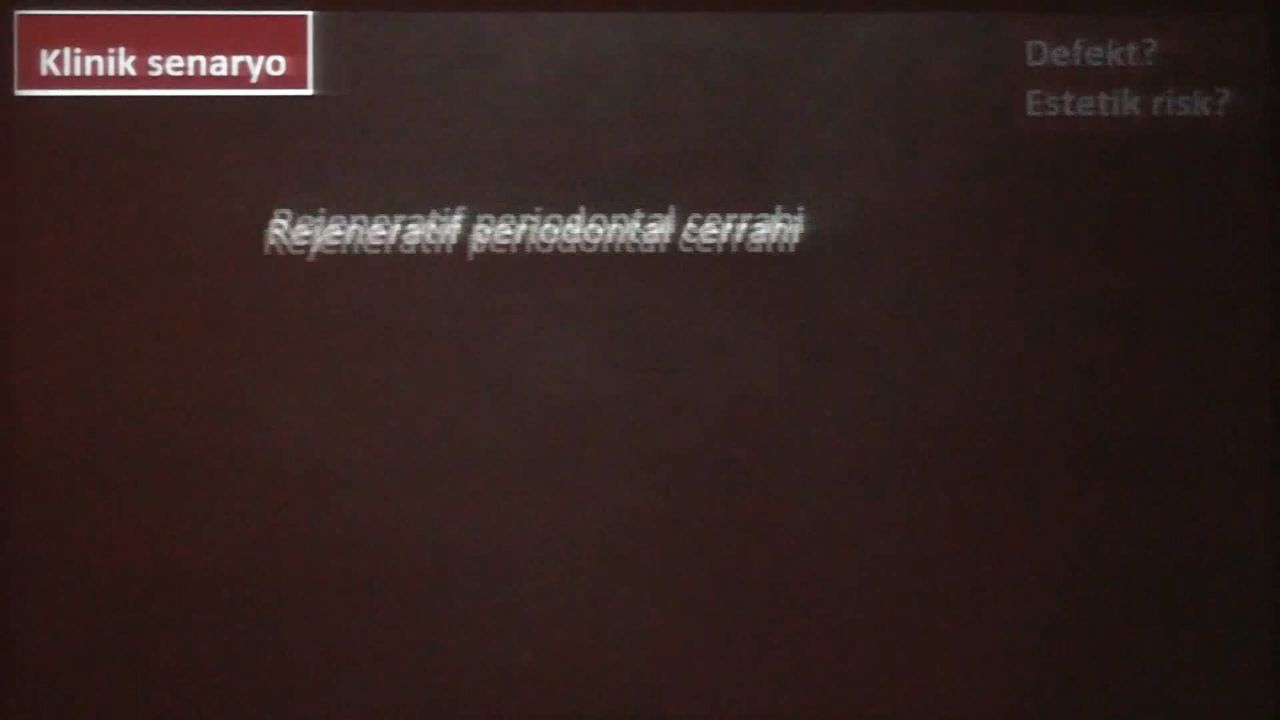 Klinik senaryo
Defekt?
Estetik risk?
Rejeneratif periodontal cerrahi